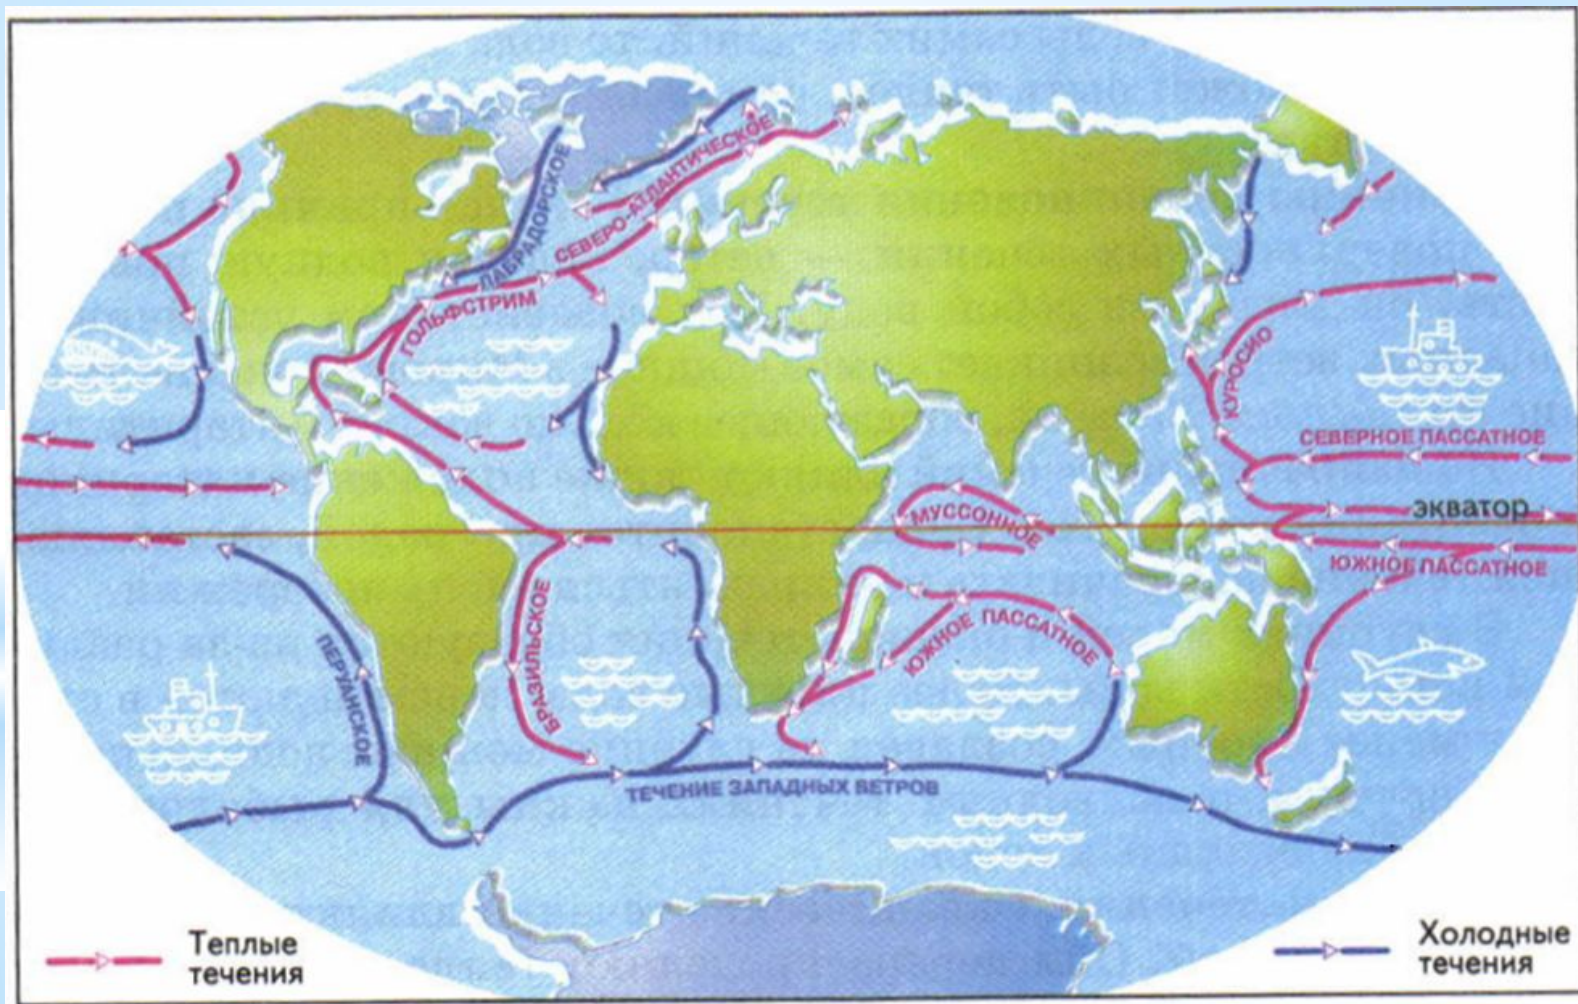 ЛАБРАДОРСКОЕ
СЕВЕРО-АТЛАНТИЧЕСКОЕ
ГОЛЬФСТРИМ
КУРОСИО
СЕВЕРНОЕ ПАССАТНОЕ
экватор
МУССОННОЕ
ЮЖНОЕ ПАССАТНОЕ
ЮЖНОЕ ПАССАТНОЕ
БРАЗИЛЬСКОЕ
ПЕРУАНСКОЕ
ТЕЧЕНИЕ ЗАПАДНЫХ ВЕТРОВ
Теплые
течения
Холодные
течения